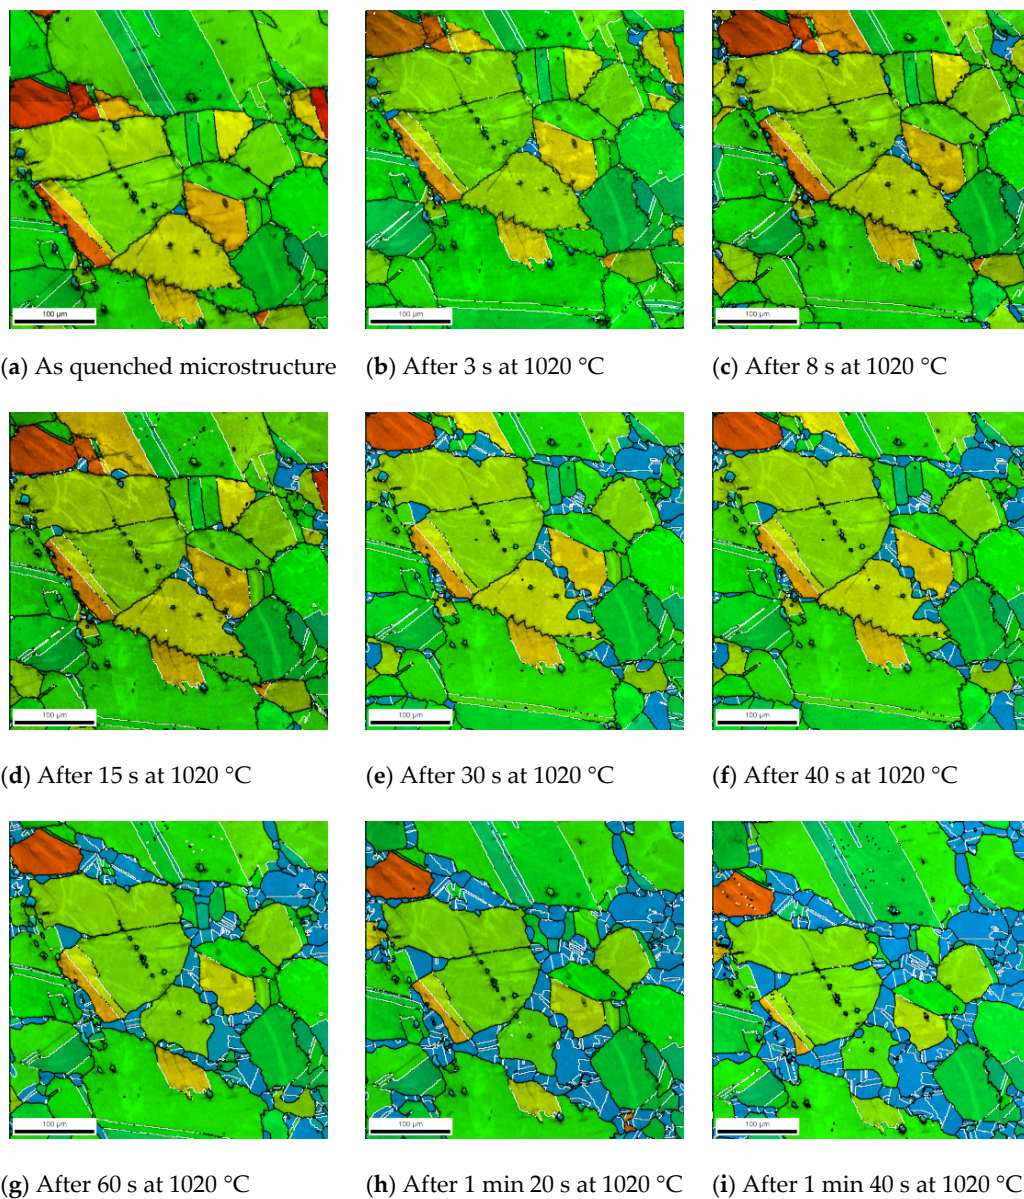 100 µm
100 µm
100 µm
(a) As quenched microstructure
(b) After 3 s at 1020 °C
(c) After 8 s at 1020 °C
100 µm
100 µm
100 µm
(d) After 15 s at 1020 °C
(e) After 30 s at 1020 °C
(f) After 40 s at 1020 °C
100 µm
100 µm
100 µm
(g) After 60 s at 1020 °C
(h) After 1 min 20 s at 1020 °C
(i) After 1 min 40 s at 1020 °C